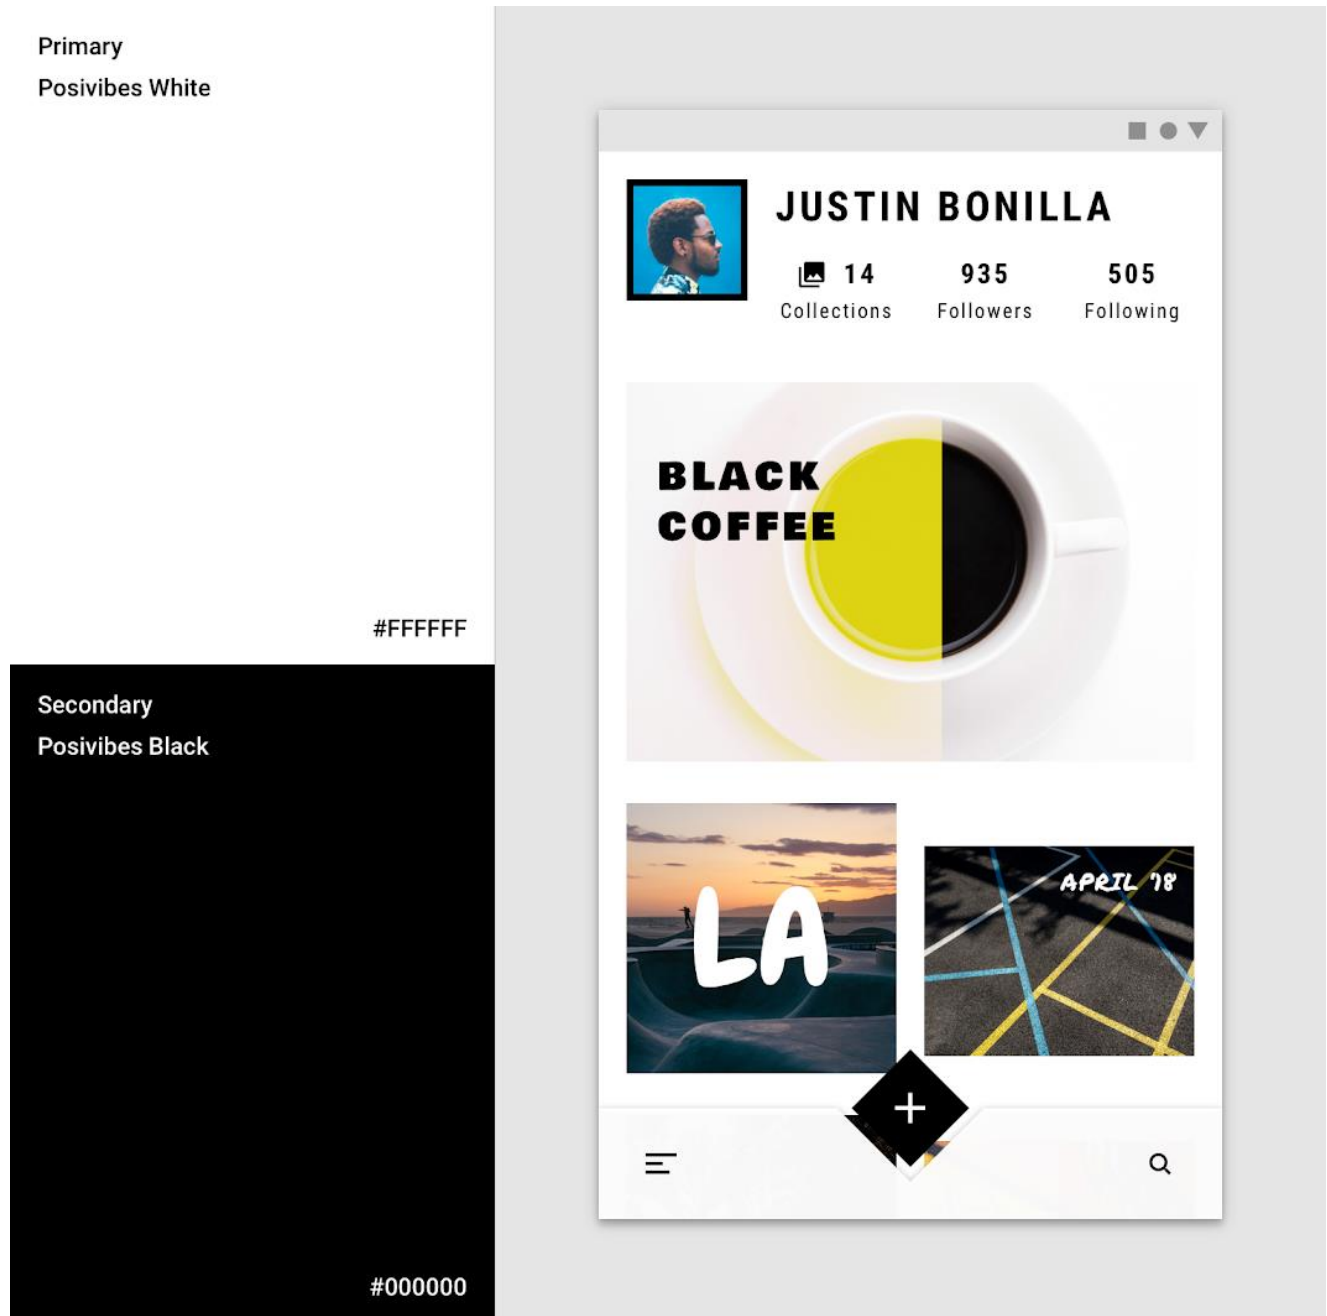 Primary
Posivibes White
#FFFFFF
Secondary
Posivibes Black
#000000
JUSTIN BONILLA
14 935 505
Collections Followers Following
BLACK
COFFEE
LA
APRIL '18